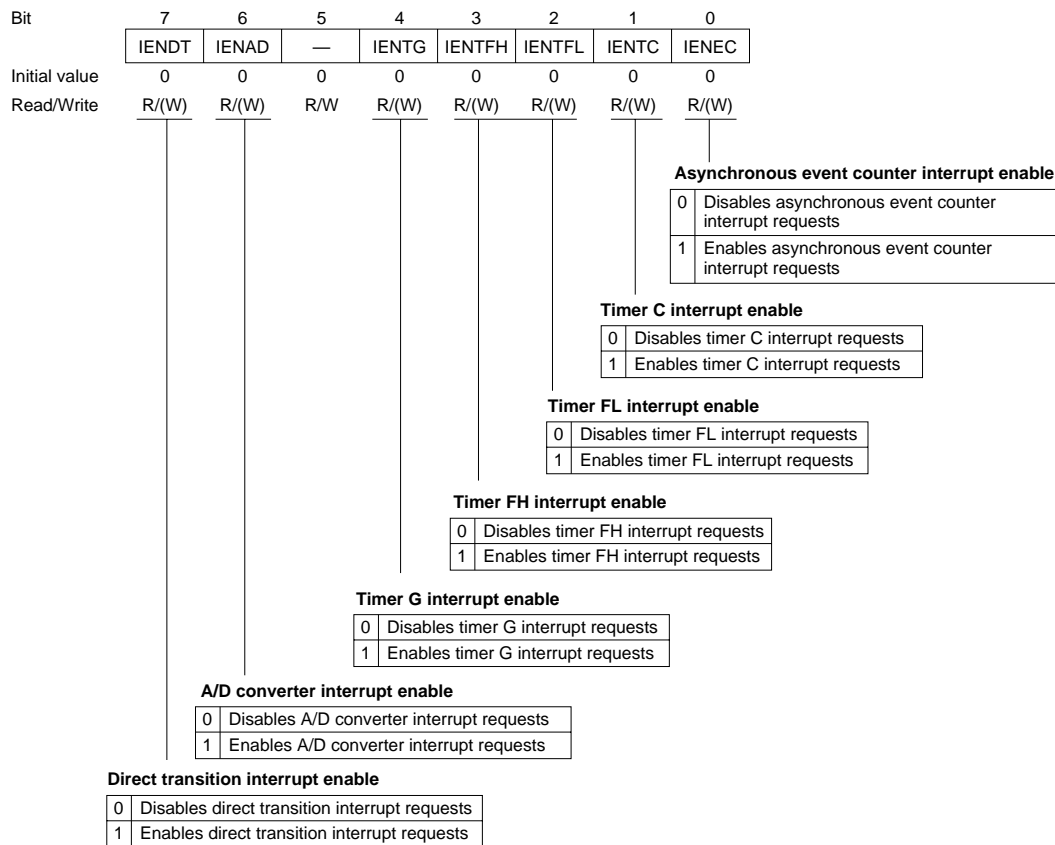 Bit 7 6 5 4 3 2 1 0
IENDT IENAD — IENTG IENTFH IENTFL IENTC IENEC
Initial value 0 0 0 0 0 0 0 0
Read/Write R/(W) R/(W) R/W R/(W) R/(W) R/(W) R/(W) R/(W)
Asynchronous event counter interrupt enable
0 Disables asynchronous event counter
interrupt requests
1 Enables asynchronous event counter
interrupt requests
Timer C interrupt enable
0 Disables timer C interrupt requests
1 Enables timer C interrupt requests
Timer FL interrupt enable
0 Disables timer FL interrupt requests
1 Enables timer FL interrupt requests
Timer FH interrupt enable
0 Disables timer FH interrupt requests
1 Enables timer FH interrupt requests
Timer G interrupt enable
0 Disables timer G interrupt requests
1 Enables timer G interrupt requests
A/D converter interrupt enable
0 Disables A/D converter interrupt requests
1 Enables A/D converter interrupt requests
Direct transition interrupt enable
0 Disables direct transition interrupt requests
1 Enables direct transition interrupt requests